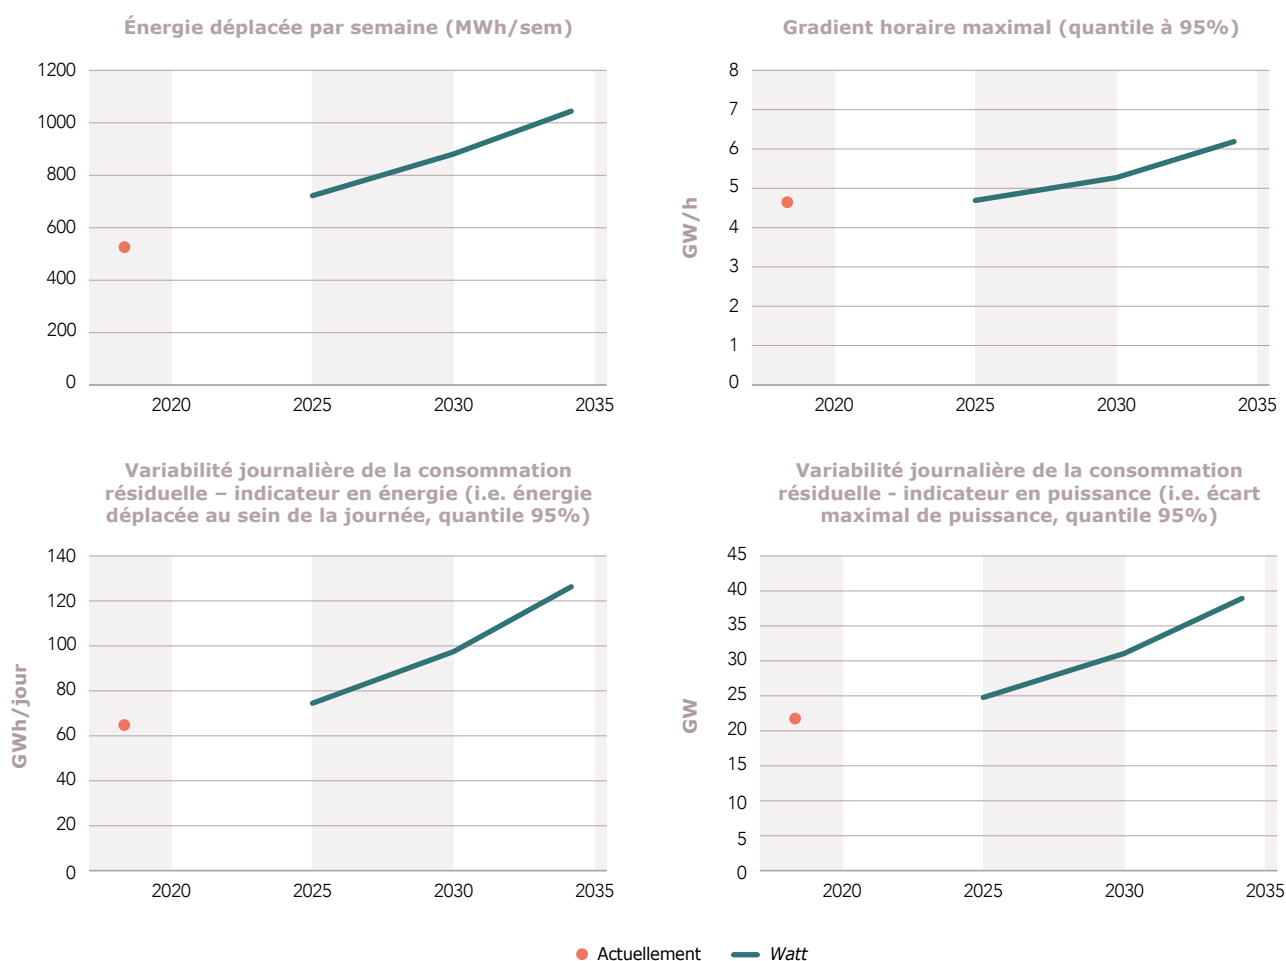 Énergie déplacée par semaine (MWh/sem)
1200
1000
800
600
400
200
0
2020 2025 2030 2035
Gradient horaire maximal (quantile à 95%)
GW/h
8
7
6
5
4
3
2
1
0
2020 2025 2030 2035
Variabilité journalière de la consommation
résiduelle – indicateur en énergie (i.e. énergie
déplacée au sein de la journée, quantile 95%)
GWh/jour
140
120
100
80
60
40
20
0
2020 2025 2030 2035
Variabilité journalière de la consommation
résiduelle - indicateur en puissance (i.e. écart
maximal de puissance, quantile 95%)
GW
45
40
35
30
25
20
15
10
5
0
2020 2025 2030 2035
Actuellement Watt